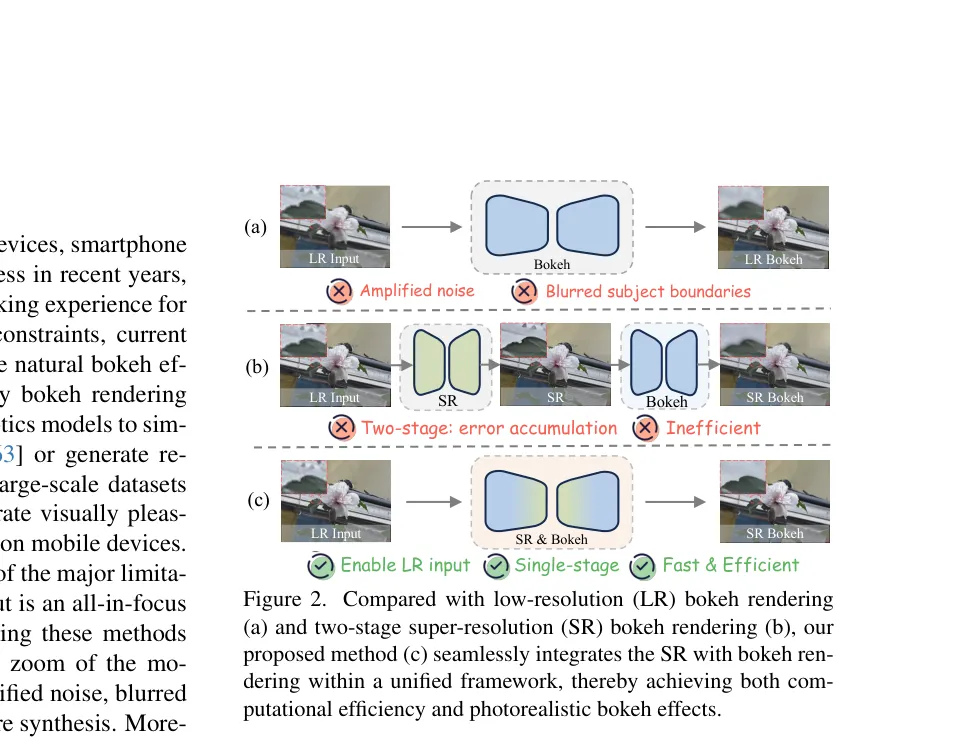 evices, smartphone
ess in recent years,
king experience for
constraints, current
e natural bokeh ef-
y bokeh rendering
etics models to sim-
63] or generate re-
arge-scale datasets
rate visually pleas-
on mobile devices.
of the major limita-
ut is an all-in-focus
ing these methods
zoom of the mo-
ified noise, blurred
re synthesis. More-
(a)
LR Input
Bokeh
LR Bokeh
Amplified noise
Blurred subject boundaries
(b)
LR Input
SR
SR
Bokeh
SR Bokeh
Two-stage: error accumulation
Inefficient
(c)
LR Input
SR & Bokeh
SR Bokeh
Enable LR input
Single-stage
Fast & Efficient
Figure 2. Compared with low-resolution (LR) bokeh rendering
(a) and two-stage super-resolution (SR) bokeh rendering (b), our
proposed method (c) seamlessly integrates the SR with bokeh ren-
dering within a unified framework, thereby achieving both com-
putational efficiency and photorealistic bokeh effects.